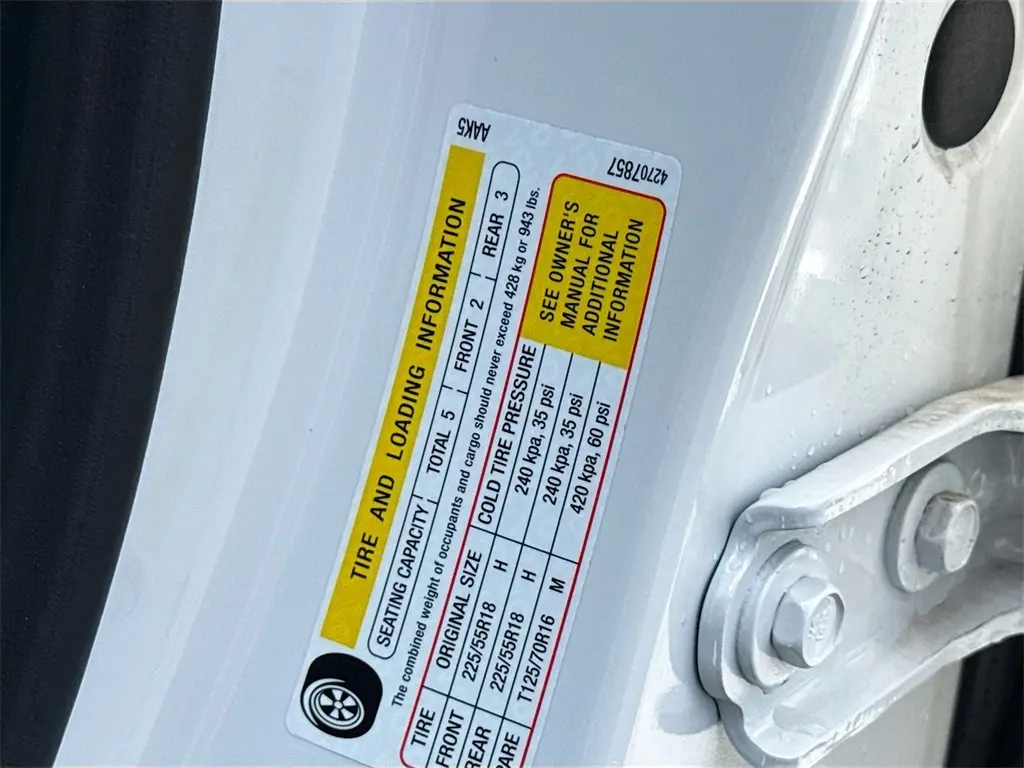 AAK5
42707857
TIRE AND LOADING INFORMATION
SEATING CAPACITY TOTAL 5 FRONT 2 REAR 3
The combined weight of occupants and cargo should never exceed 428 kg or 943 lbs.
TIRE ORIGINAL SIZE COLD TIRE PRESSURE
FRONT 225/55R18 H 240 kpa, 35 psi
REAR 225/55R18 H 240 kpa, 35 psi
PARE T125/70R16 M 420 kpa, 60 psi
SEE OWNER'S
MANUAL FOR
ADDITIONAL
INFORMATION